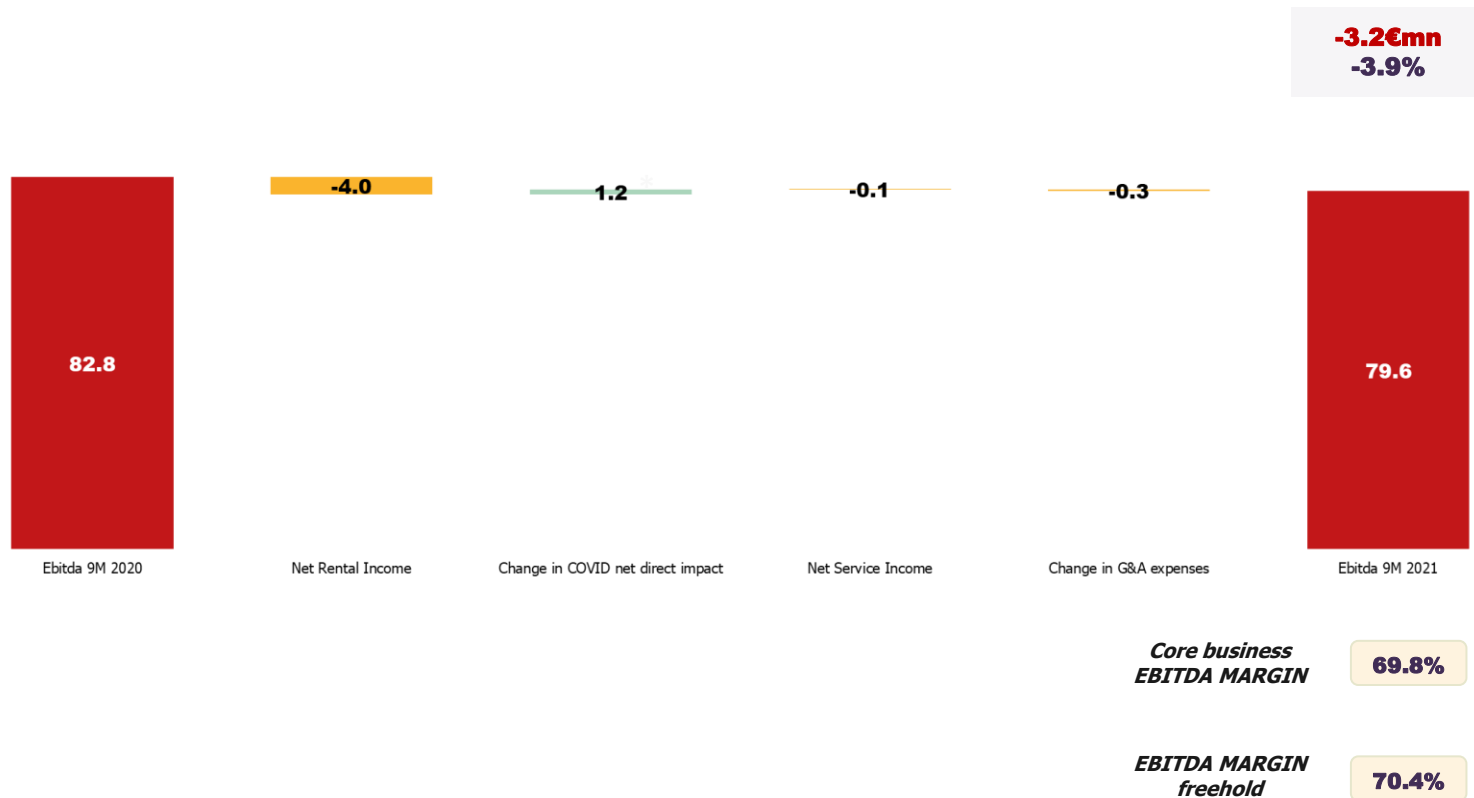 -3.2€mn
-3.9%
-4.0
1.2
*
-0.1
-0.3
82.8
79.6
Ebitda 9M 2020
Net Rental Income
Change in COVID net direct impact
Net Service Income
Change in G&A expenses
Ebitda 9M 2021
Core business
EBITDA MARGIN
69.8%
EBITDA MARGIN
freehold
70.4%